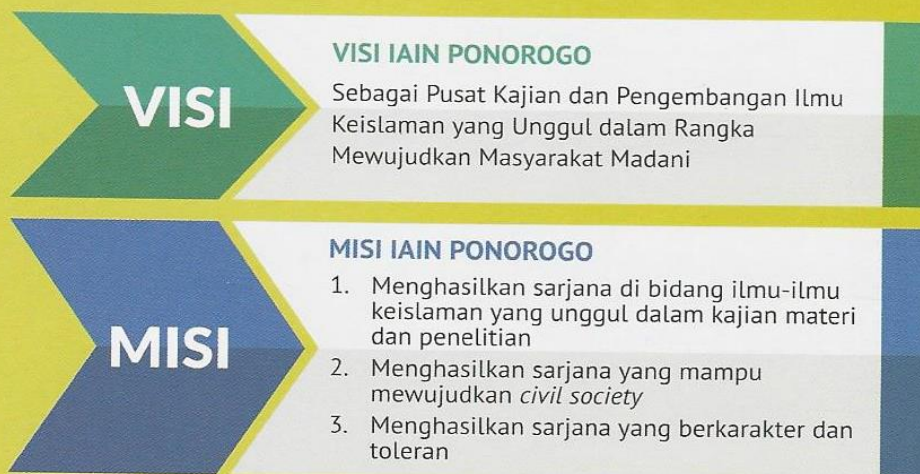 VISI
VISI IAIN PONOROGO
Sebagai Pusat Kajian dan Pengembangan Ilmu
Keislaman yang Unggul dalam Rangka
Mewujudkan Masyarakat Madani
MISI
MISI IAIN PONOROGO
1. Menghasilkan sarjana di bidang ilmu-ilmu
keislaman yang unggul dalam kajian materi
dan penelitian
2. Menghasilkan sarjana yang mampu
mewujudkan civil society
3. Menghasilkan sarjana yang berkarakter dan
toleran